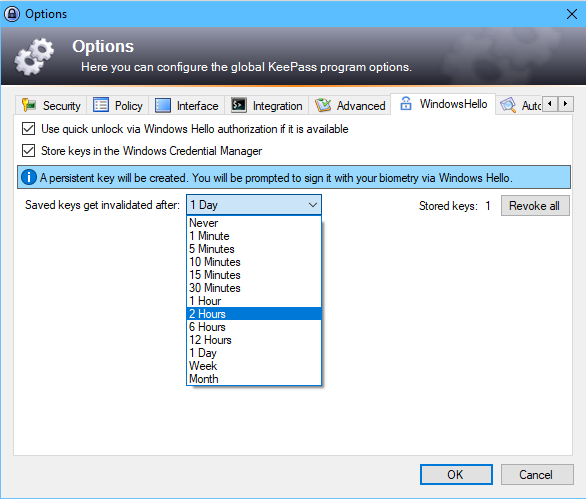 Options
Options
Here you can configure the global KeePass program options.
Security Policy Interface Integration Advanced WindowsHello
Use quick unlock via Windows Hello authorization if it is available
Store keys in the Windows Credential Manager
A persistent key will be created. You will be prompted to sign it with your biometry via Windows Hello.
Saved keys get invalidated after: 1 Day Stored keys: 1 Revoke all
Never
1 Minute
5 Minutes
10 Minutes
15 Minutes
30 Minutes
1 Hour
2 Hours
6 Hours
12 Hours
1 Day
Week
Month
OK Cancel